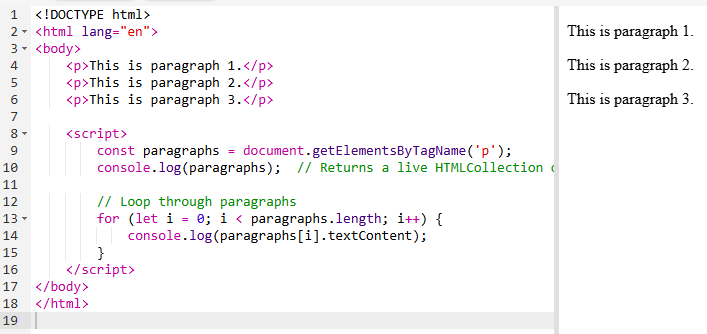 1 <!DOCTYPE html>
2 <html lang="en">
3 <body>
4 <p>This is paragraph 1.</p>
5 <p>This is paragraph 2.</p>
6 <p>This is paragraph 3.</p>
7
8 <script>
9 const paragraphs = document.getElementsByTagName('p');
10 console.log(paragraphs);  // Returns a live HTMLCollection
11
12 // Loop through paragraphs
13 for (let i = 0; i < paragraphs.length; i++) {
14 console.log(paragraphs[i].textContent);
15 }
16 </script>
17 </body>
18 </html>
19
This is paragraph 1.
This is paragraph 2.
This is paragraph 3.